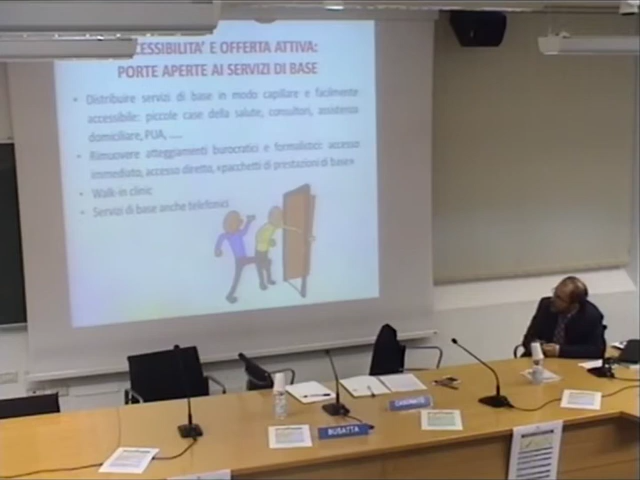 CESSIBILITA' E OFFERTA ATTIVA:
PORTE APERTE AI SERVIZI DI BASE
• Distribuire servizi di base in modo capillare e facilmente
accessibile: piccole case della salute, consultori, assistenza
domiciliare, PUA, .....
• Rimuovere atteggiamenti burocratici e formalistici: accesso
immediato, accesso diretto, «pacchetti di prestazioni di base»
• Walk-in clinic
• Servizi di base anche telefonici
BUSATTA